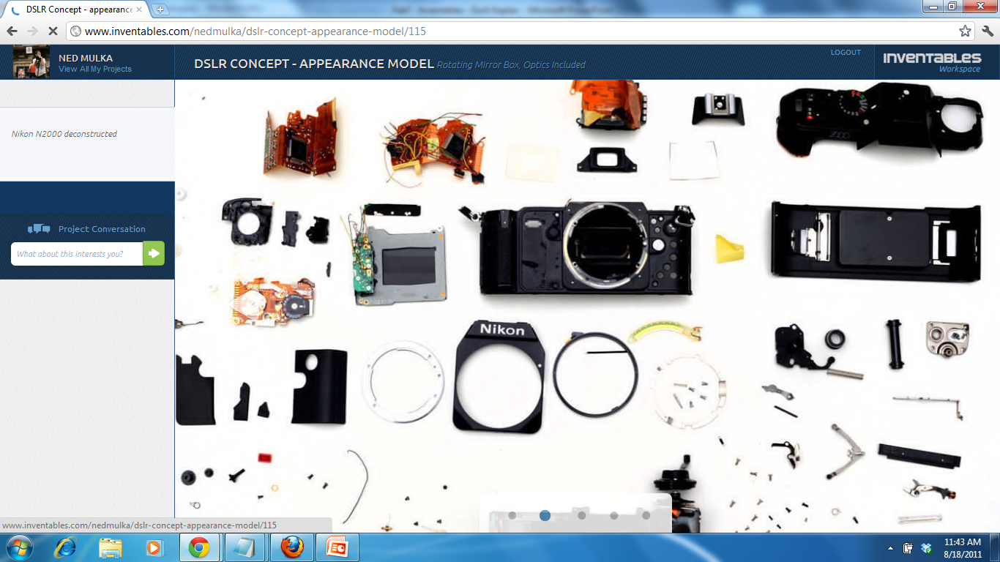 DSLR Concept - appearance
www.inventables.com/nedmulka/dslr-concept-appearance-model/115
NED MULKA
View All My Projects
DSLR CONCEPT - APPEARANCE MODEL Rotating Mirror Box, Optics Included
LOGOUT
INVENTABLES
Workspace
Nikon N2000 deconstructed
Project Conversation
What about this interests you?
Nikon
www.inventables.com/nedmulka/dslr-concept-appearance-model/115
11:43 AM
8/18/2011